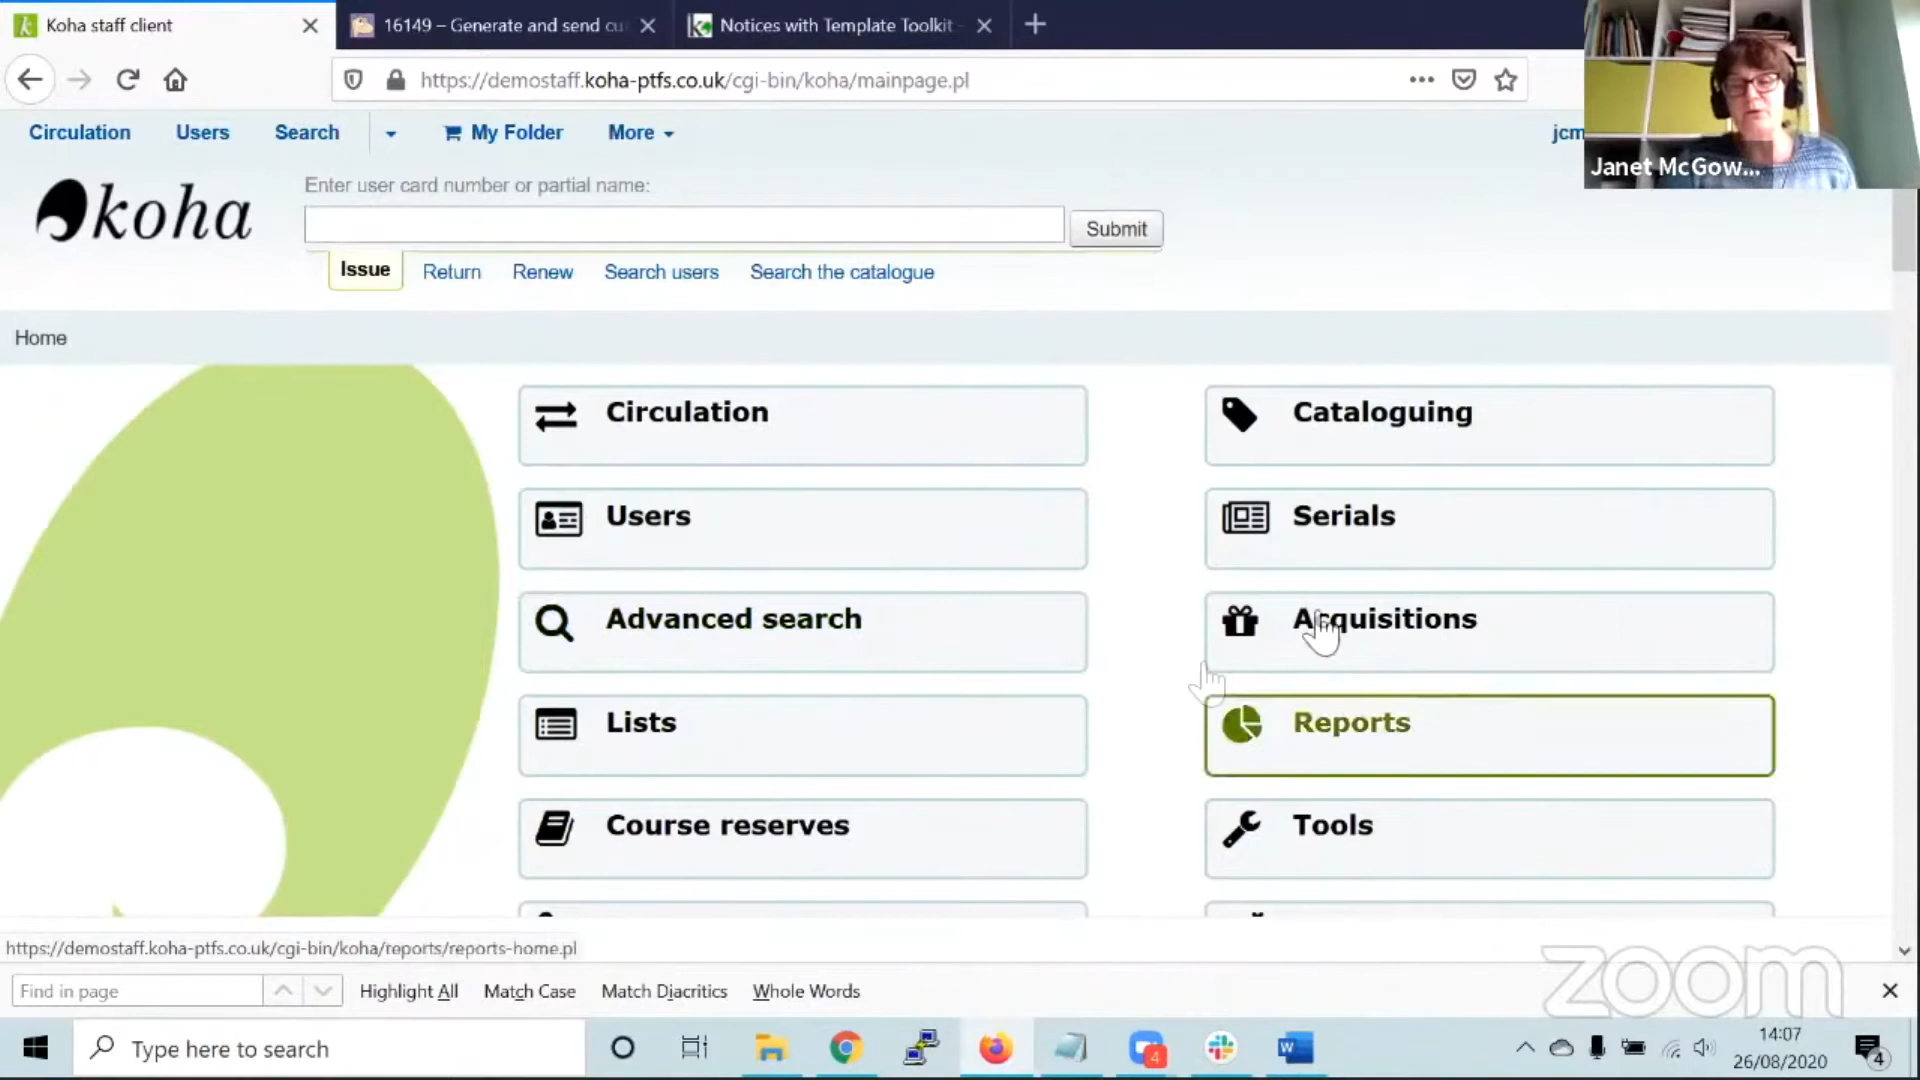 Koha staff client
16149 – Generate and send cu
Notices with Template Toolkit -
https://demostaff.koha-ptfs.co.uk/cgi-bin/koha/mainpage.pl
Circulation Users Search My Folder More jcm
Janet McGow...
koha
Enter user card number or partial name:
Submit
Issue Return Renew Search users Search the catalogue
Home
Circulation
Cataloguing
Users
Serials
Advanced search
Acquisitions
Lists
Reports
Course reserves
Tools
https://demostaff.koha-ptfs.co.uk/cgi-bin/koha/reports/reports-home.pl
zoom
Find in page Highlight All Match Case Match Diacritics Whole Words
Type here to search
4
14:07
26/08/2020
4